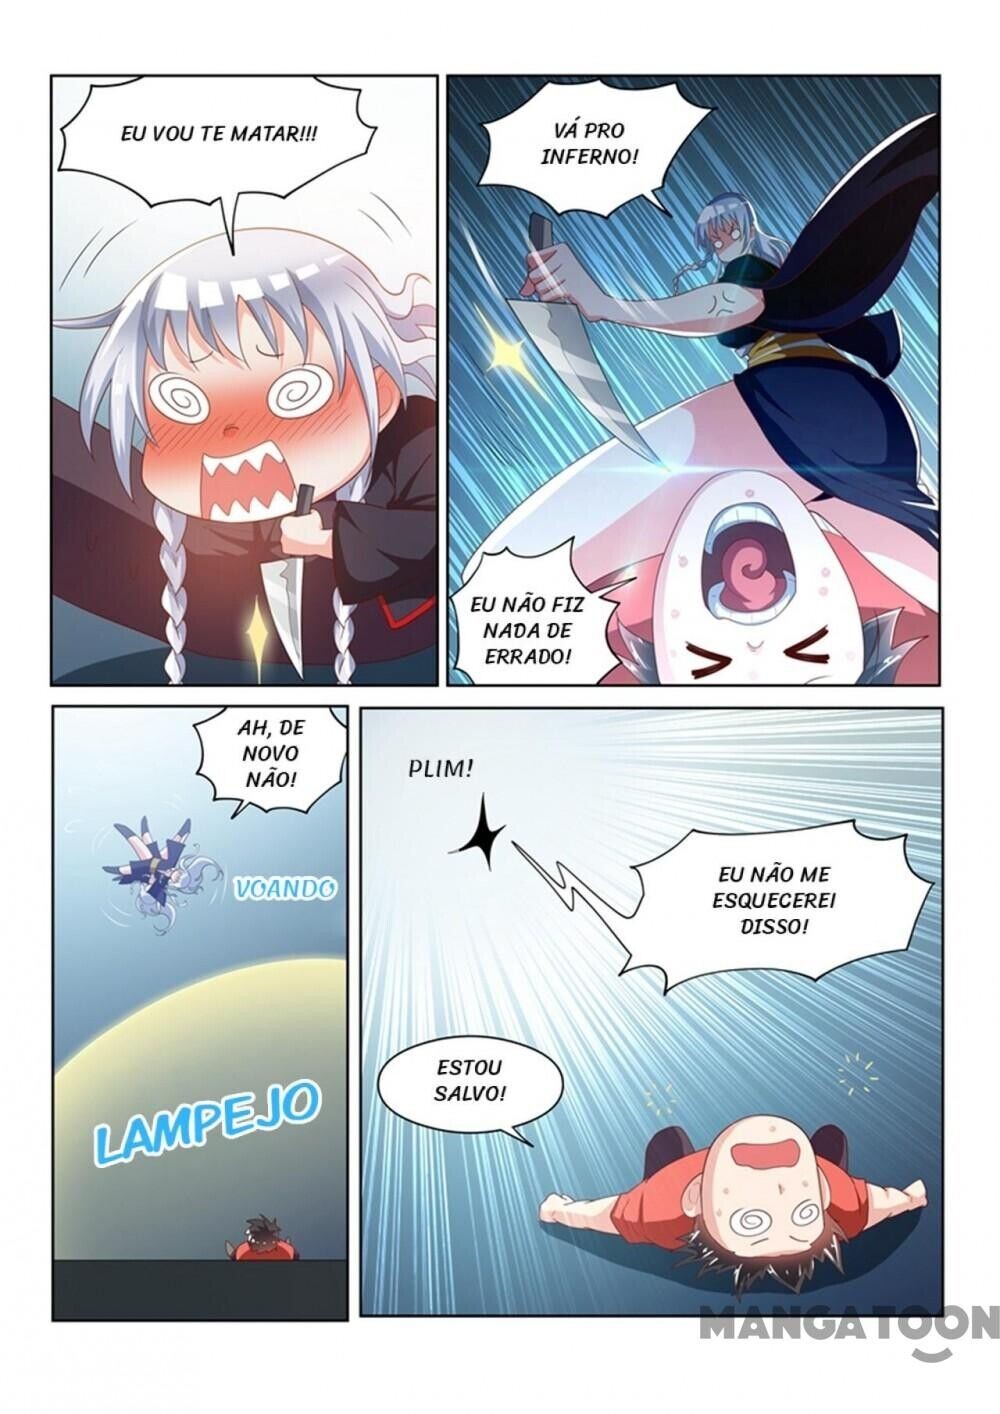 EU VOU TE MATAR!!!
VÁ PRO
INFERNO!
EU NÃO FIZ
NADA DE
ERRADO!
AH, DE
NOVO
NÃO!
VOANDO
LAMPEJO
PLIM!
EU NÃO ME
ESQUECEREI
DISSO!
ESTOU
SALVO!
MANGATOON